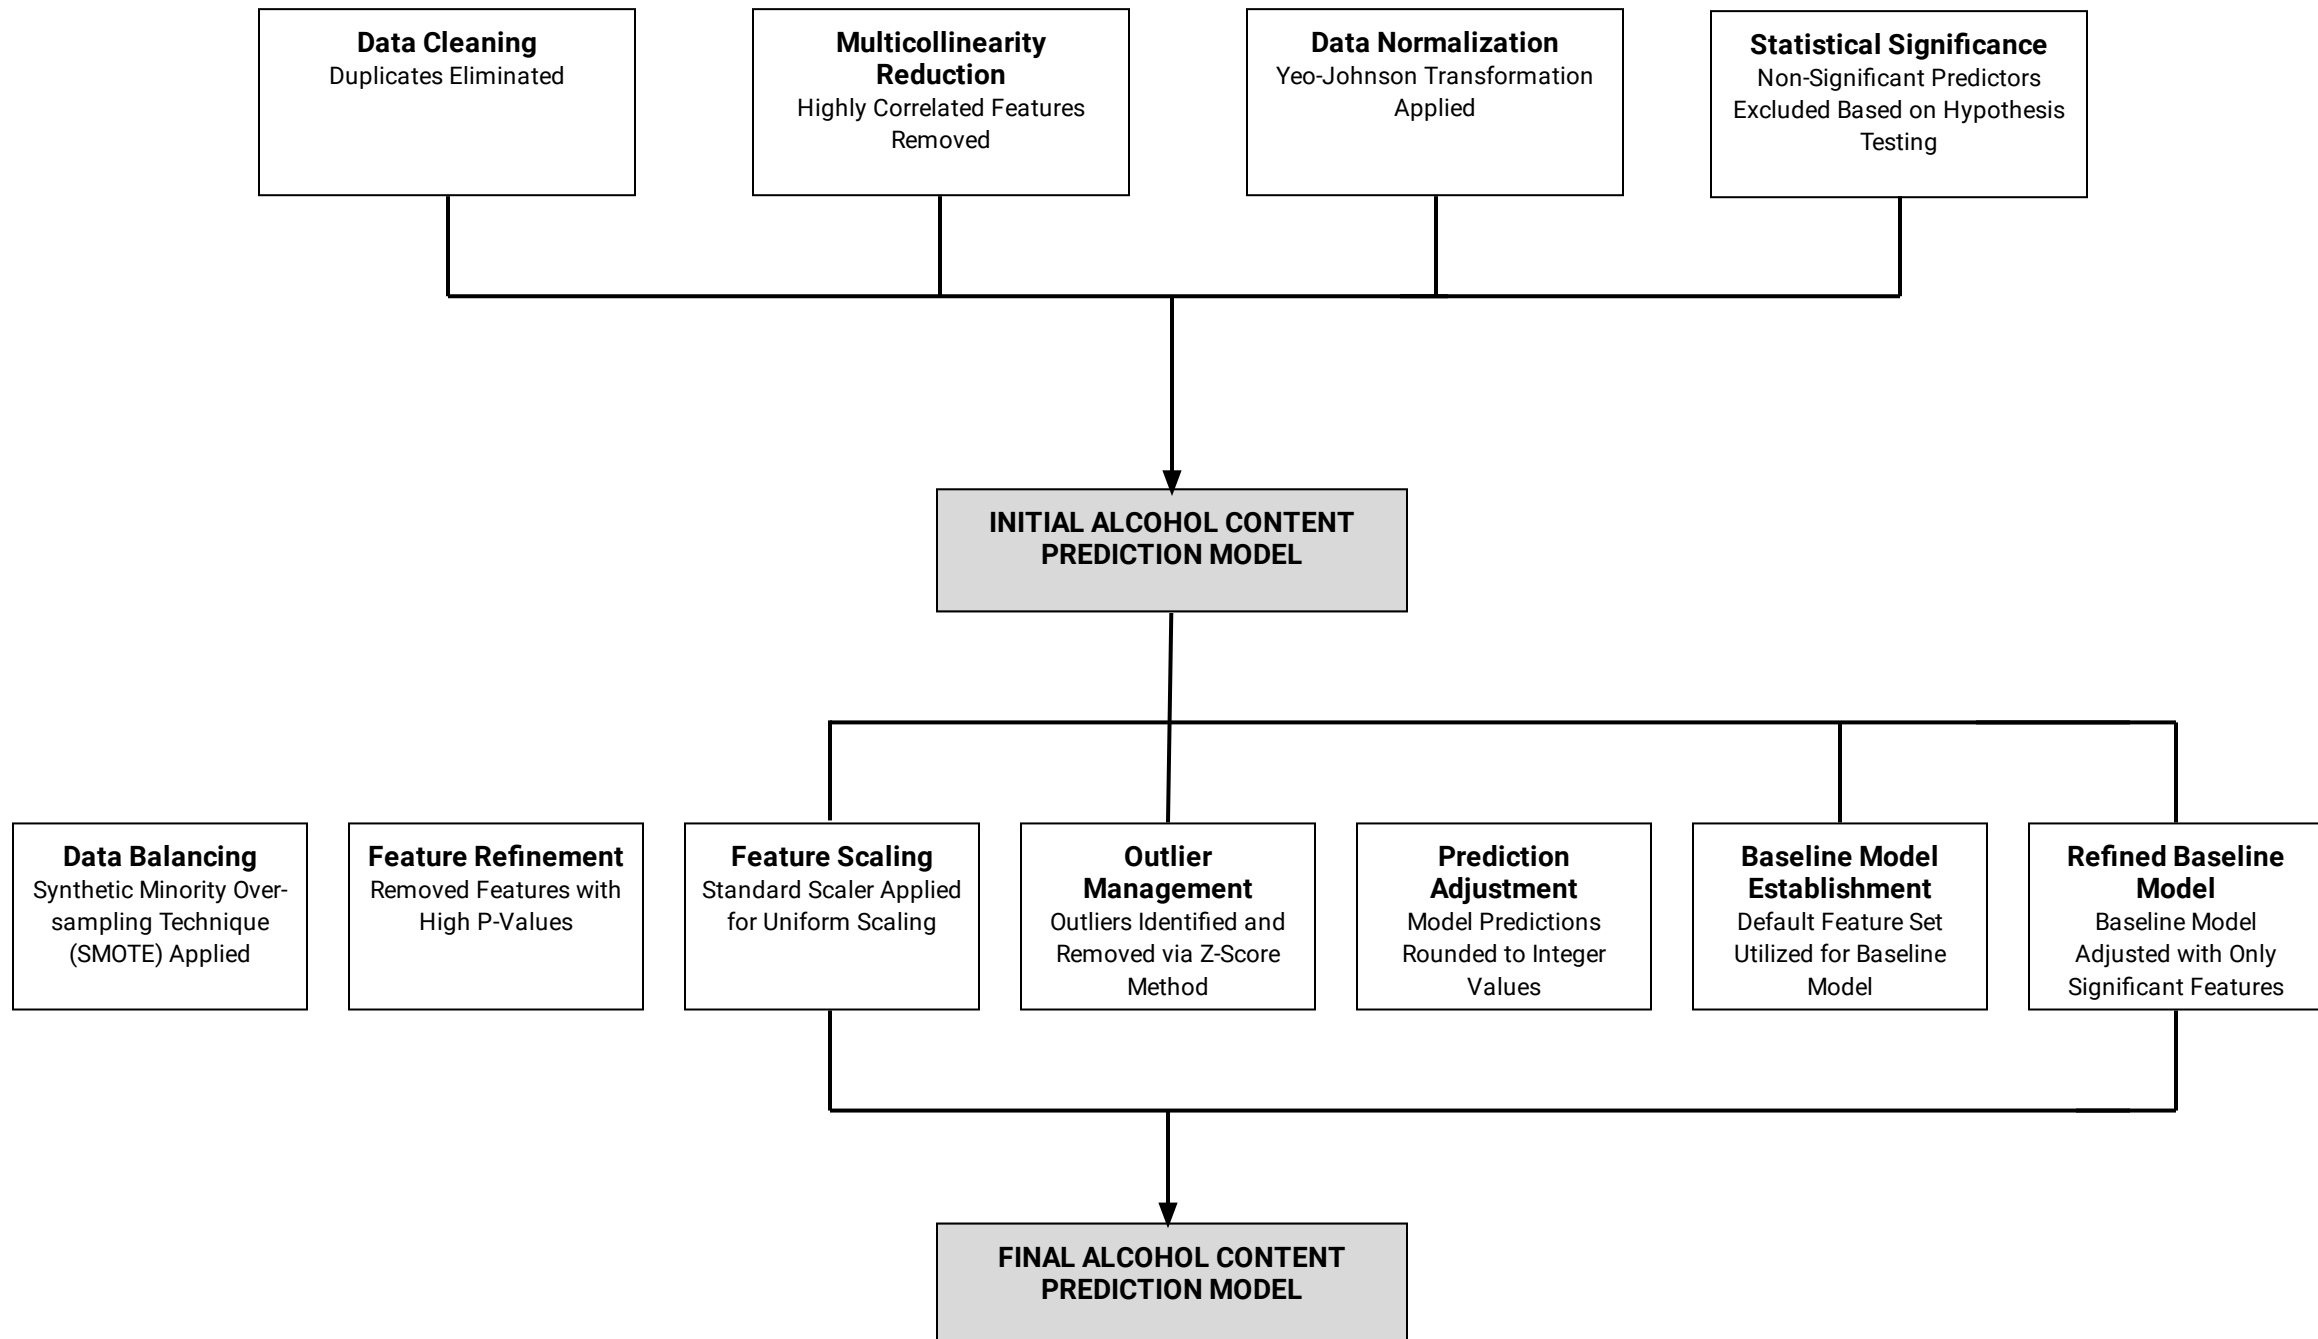 Data Cleaning
Duplicates Eliminated
Multicollinearity
Reduction
Highly Correlated Features
Removed
Data Normalization
Yeo-Johnson Transformation
Applied
Statistical Significance
Non-Significant Predictors
Excluded Based on Hypothesis
Testing
INITIAL ALCOHOL CONTENT
PREDICTION MODEL
Data Balancing
Synthetic Minority Over-
sampling Technique
(SMOTE) Applied
Feature Refinement
Removed Features with
High P-Values
Feature Scaling
Standard Scaler Applied
for Uniform Scaling
Outlier
Management
Outliers Identified and
Removed via Z-Score
Method
Prediction
Adjustment
Model Predictions
Rounded to Integer
Values
Baseline Model
Establishment
Default Feature Set
Utilized for Baseline
Model
Refined Baseline
Model
Baseline Model
Adjusted with Only
Significant Features
FINAL ALCOHOL CONTENT
PREDICTION MODEL